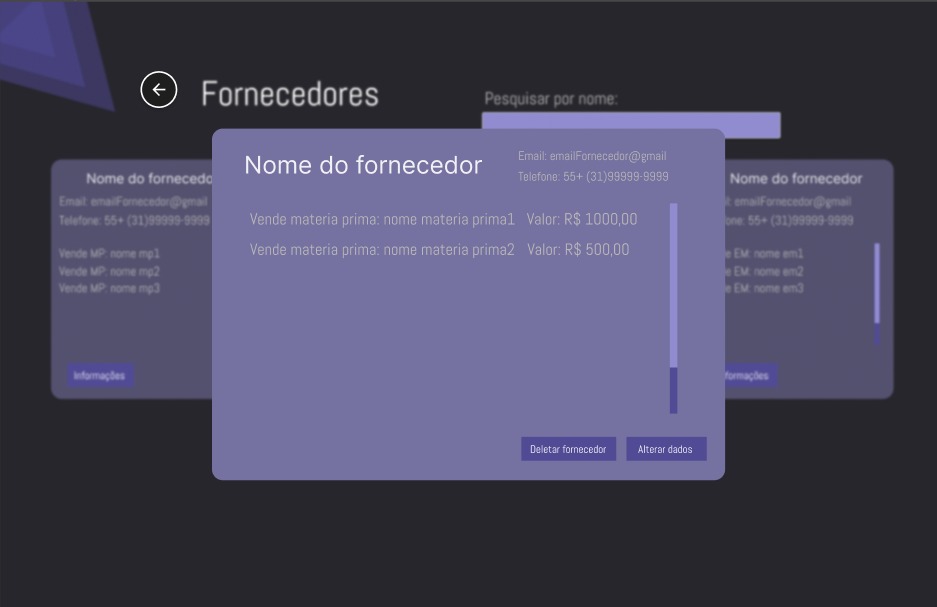 Fornecedores
Pesquisar por nome:
Nome do fornecedor
Email: emailFornecedor@gmail
Telefone: 55+ (31)99999-9999
Vende materia prima: nome materia prima1 Valor: R$ 1000,00
Vende materia prima: nome materia prima2 Valor: R$ 500,00
Deletar fornecedor
Alterar dados
Nome do fornecedo
Email: emailFornecedor@gmail
Telefone: 55+ (31)99999-9999
Vende MP: nome mp1
Vende MP: nome mp2
Vende MP: nome mp3
Informações
Nome do fornecedor
il: emailFornecedor@gmail
one: 55+ (31)99999-9999
e EM: nome em1
e EM: nome em2
e EM: nome em3
formações